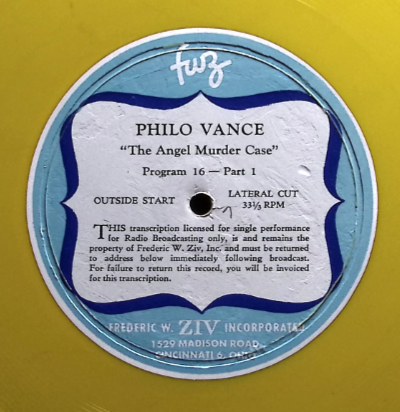 fwz
PHILO VANCE
"The Angel Murder Case"
Program 16 — Part 1
OUTSIDE START
LATERAL CUT
33⅓ RPM
THIS transcription licensed for single performance
for Radio Broadcasting only, is and remains the
property of Frederic W. Ziv, Inc. and must be returned
to address below immediately following broadcast.
For failure to return this record, you will be invoiced
for this transcription.
FREDERIC W. ZIV INCORPORATED
1529 MADISON ROAD,
CINCINNATI 6, OHIO